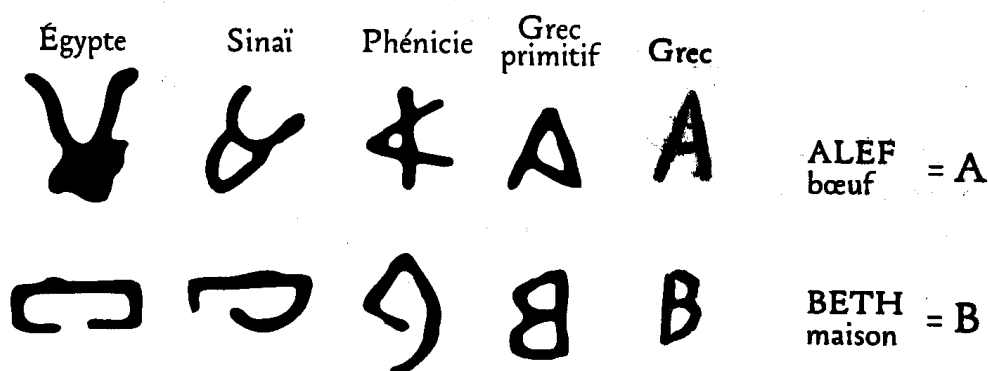 Égypte Sinaï Phénicie Grec primitif Grec
A A ALEF bœuf = A
B B BETH maison = B